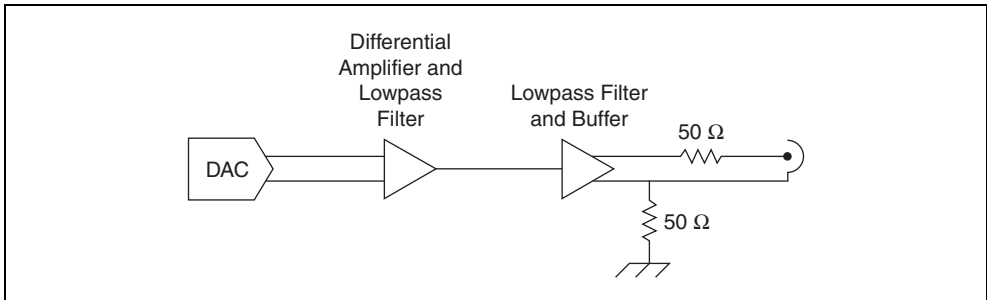 Differential
Amplifier and
Lowpass
Filter
Lowpass Filter
and Buffer
50 Ω
DAC
50 Ω